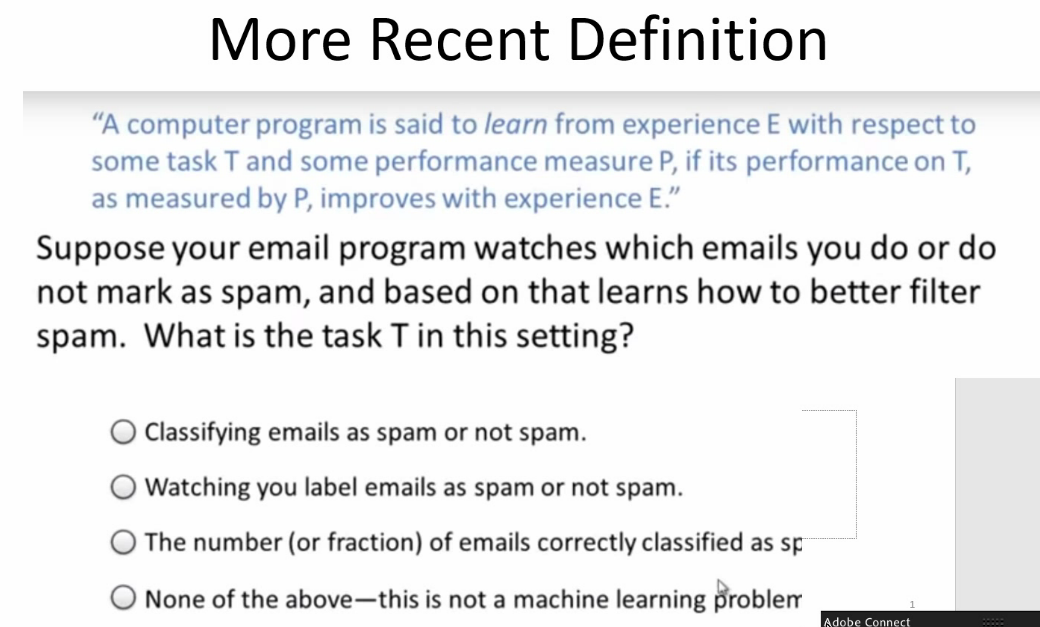 More Recent Definition
“A computer program is said to learn from experience E with respect to
some task T and some performance measure P, if its performance on T,
as measured by P, improves with experience E.”
Suppose your email program watches which emails you do or do
not mark as spam, and based on that learns how to better filter
spam. What is the task T in this setting?
Classifying emails as spam or not spam.
Watching you label emails as spam or not spam.
The number (or fraction) of emails correctly classified as sp
None of the above—this is not a machine learning problem
1
Adobe Connect